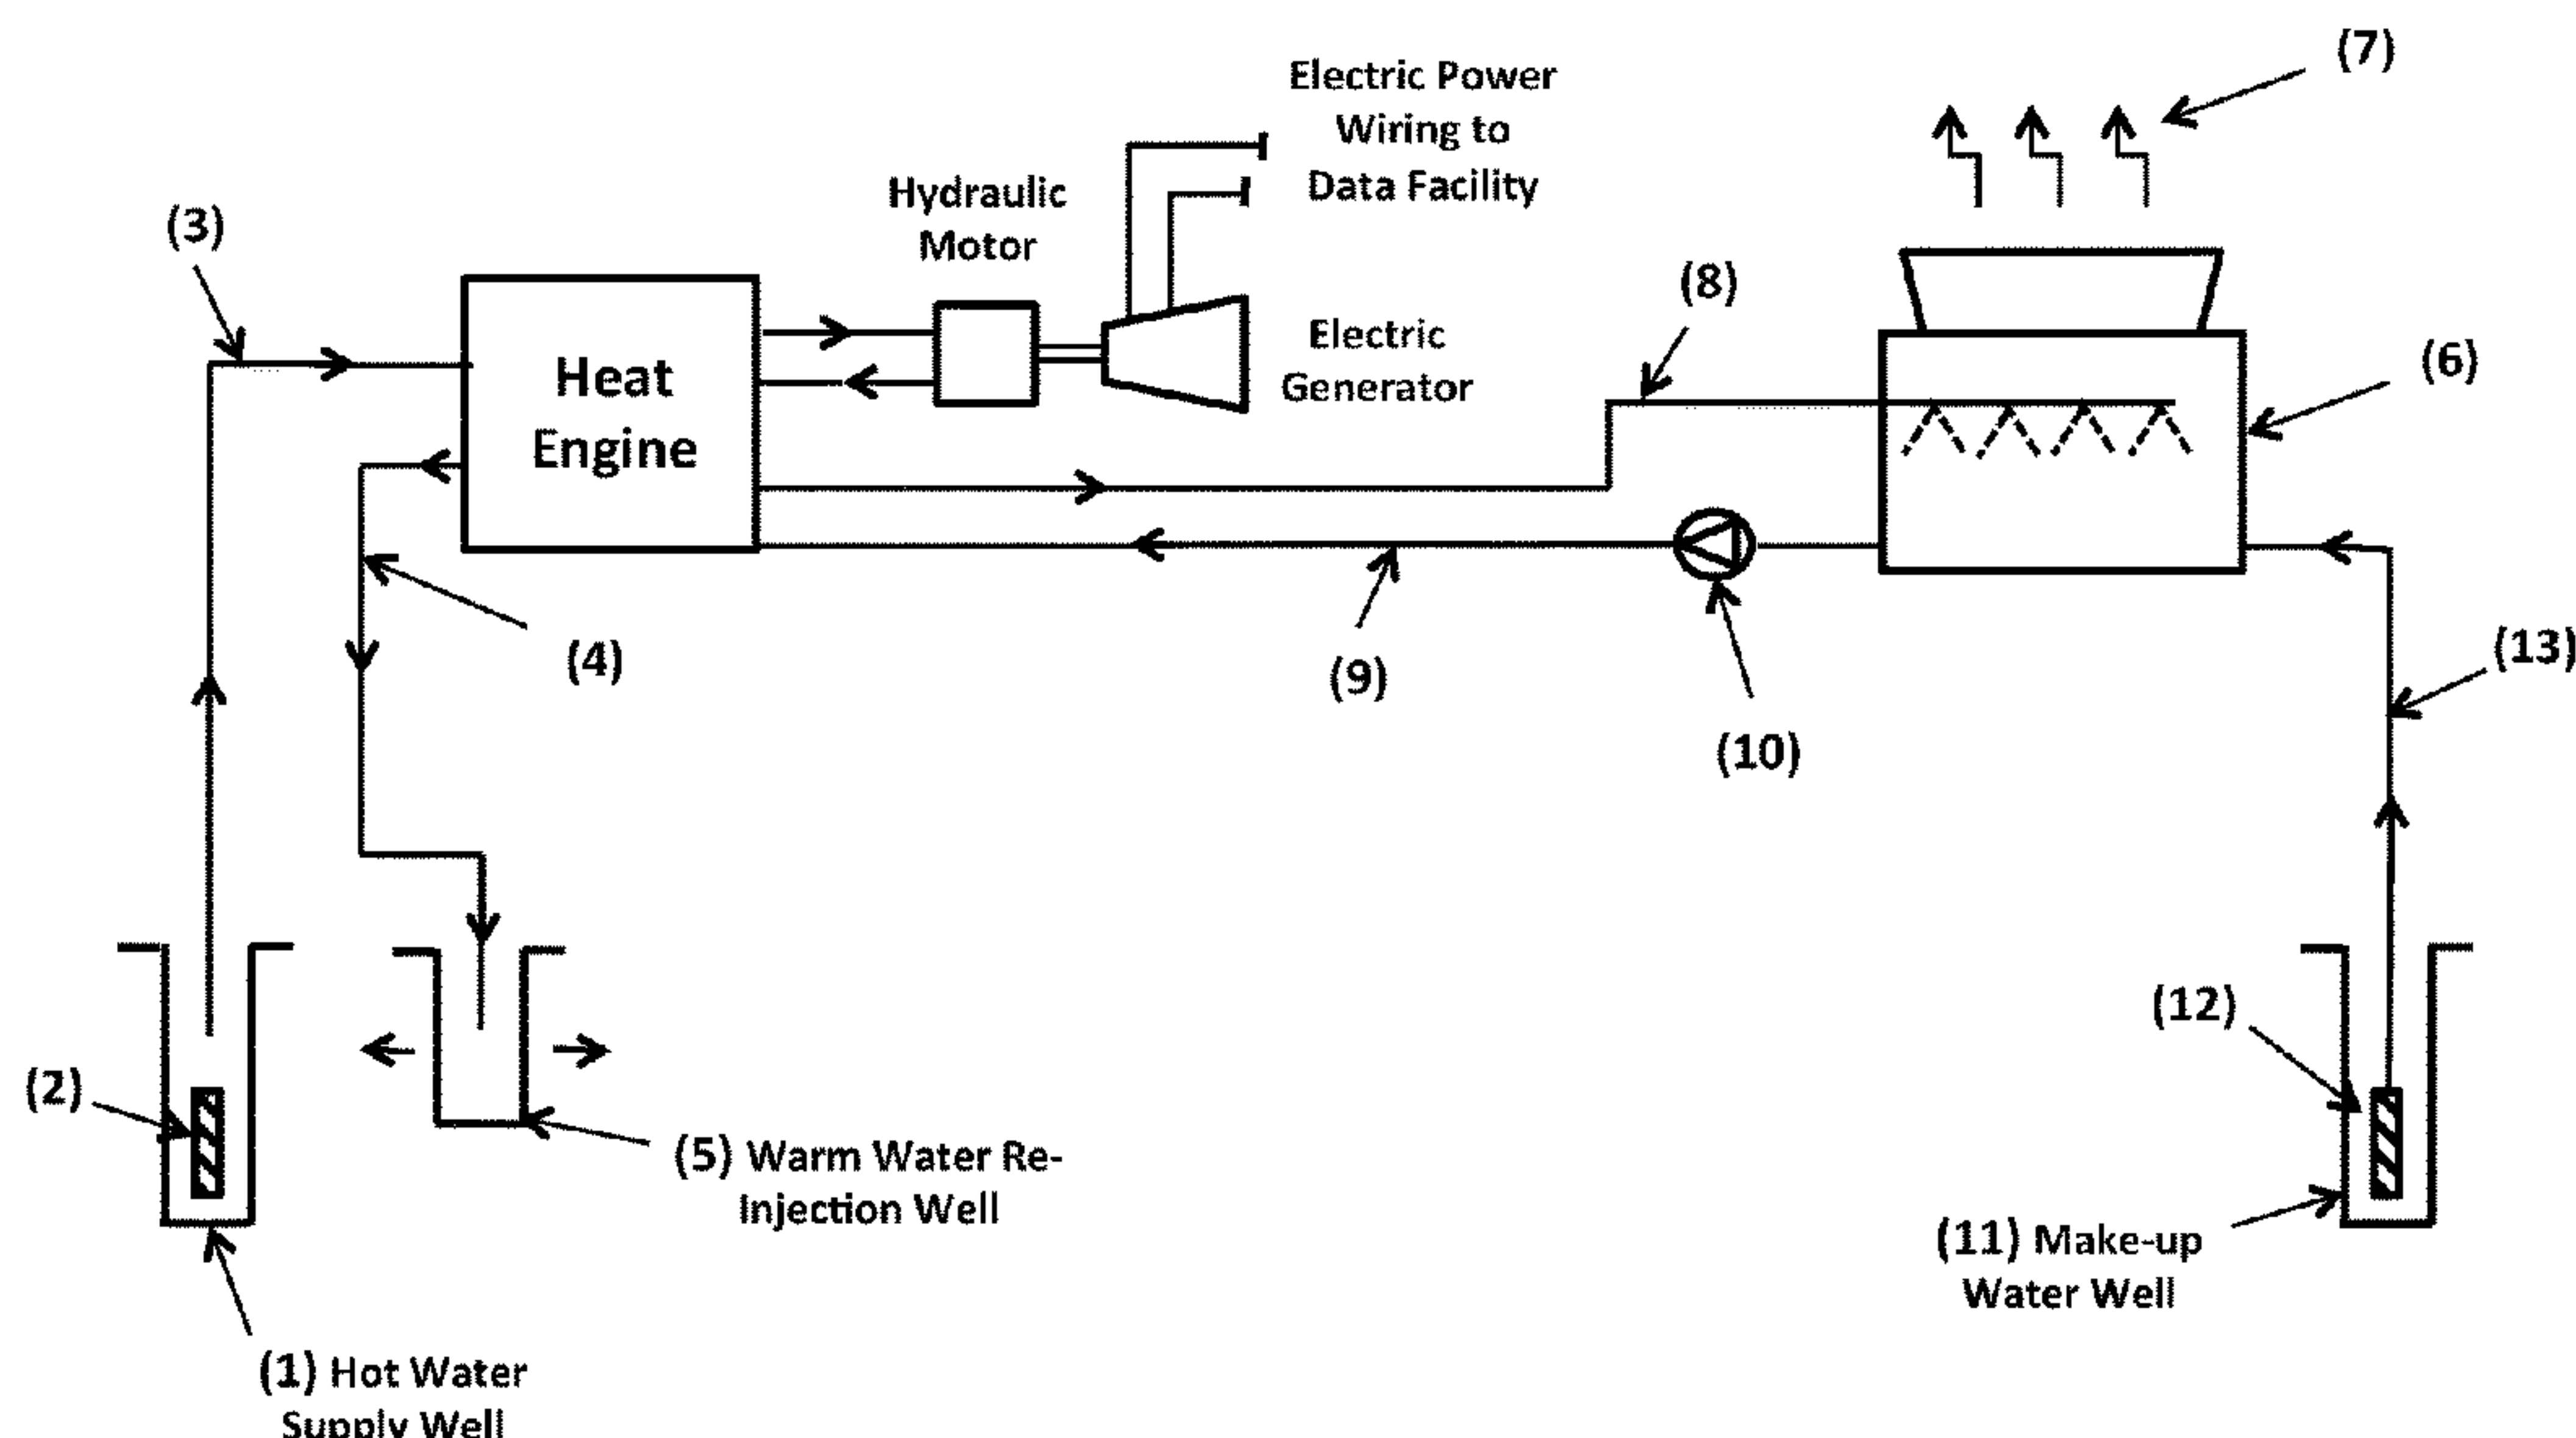 (7)
Electric Power
Wiring to
Data Facility
Hydraulic
Motor
(3)
(8)
Heat
Engine
Electric
Generator
(6)
(4)
(9)
(10)
(13)
(12)
(2)
(5) Warm Water Re-
Injection Well
(11) Make-up
Water Well
(1) Hot Water
Supply Well